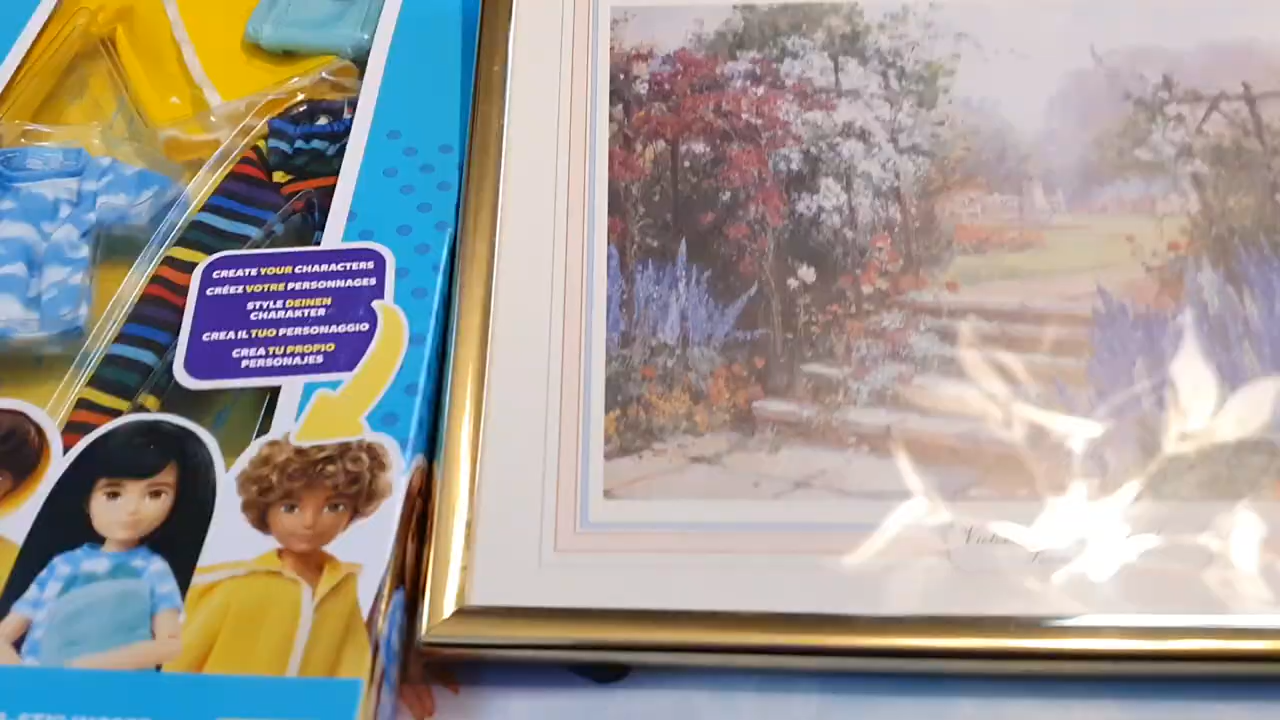 CREATE YOUR CHARACTERS
CRÉEZ VOTRE PERSONNAGES
STYLE DEINEN
CHARAKTER
CREA IL TUO PERSONAGGIO
CREA TU PROPIO
PERSONAJES